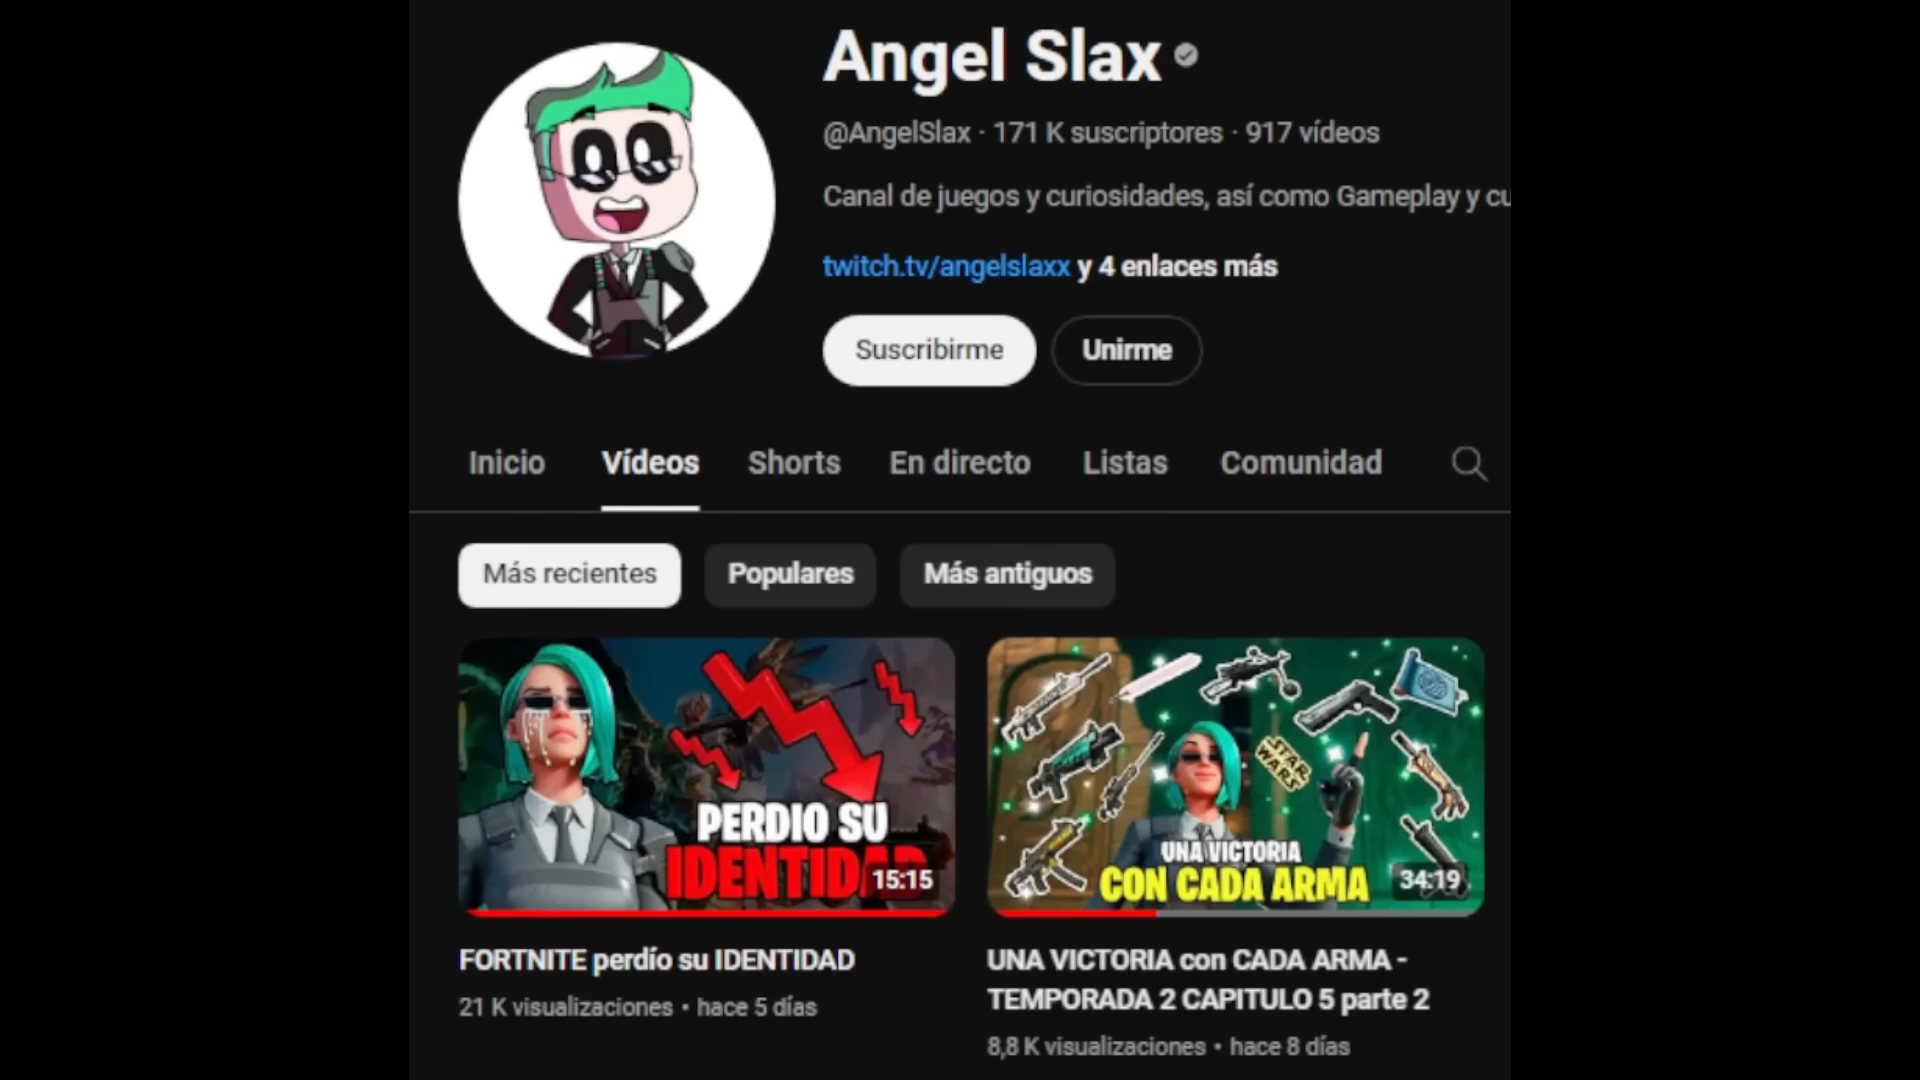 Angel Slax
@AngelSlax · 171 K suscriptores · 917 vídeos
Canal de juegos y curiosidades, así como Gameplay y cu
twitch.tv/angelslaxx y 4 enlaces más
Suscribirme
Unirme
Inicio
Vídeos
Shorts
En directo
Listas
Comunidad
Más recientes
Populares
Más antiguos
PERDIO SU
IDENTIDAD
15:15
STAR
WARS
UNA VICTORIA
CON CADA ARMA
34:19
FORTNITE perdío su IDENTIDAD
21 K visualizaciones • hace 5 días
UNA VICTORIA con CADA ARMA -
TEMPORADA 2 CAPITULO 5 parte 2
8,8 K visualizaciones • hace 8 días